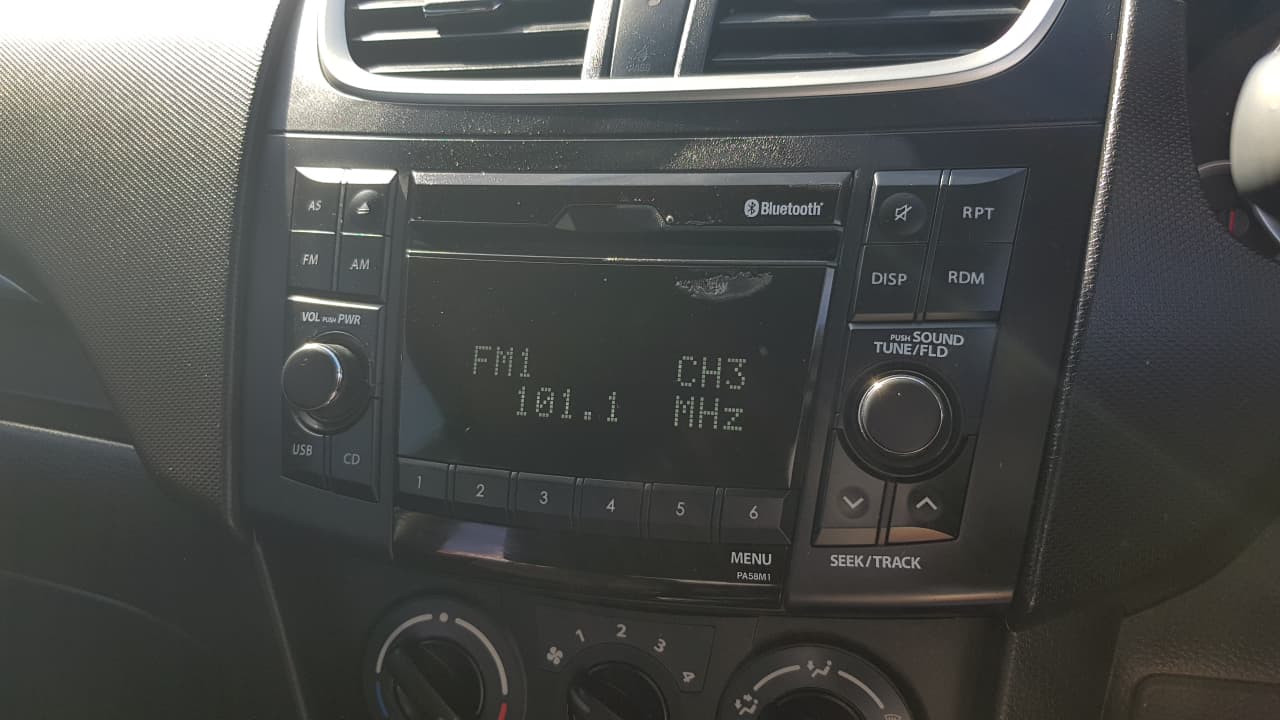 PASS
Bluetooth
AS
FM
AM
VOL PUSH PWR
USB
CD
FM1 CH3
101.1 MHz
1 2 3 4 5 6
MENU
PA58M1
RPT
DISP
RDM
PUSH SOUND
TUNE/FLD
SEEK/TRACK
1 2 3 4